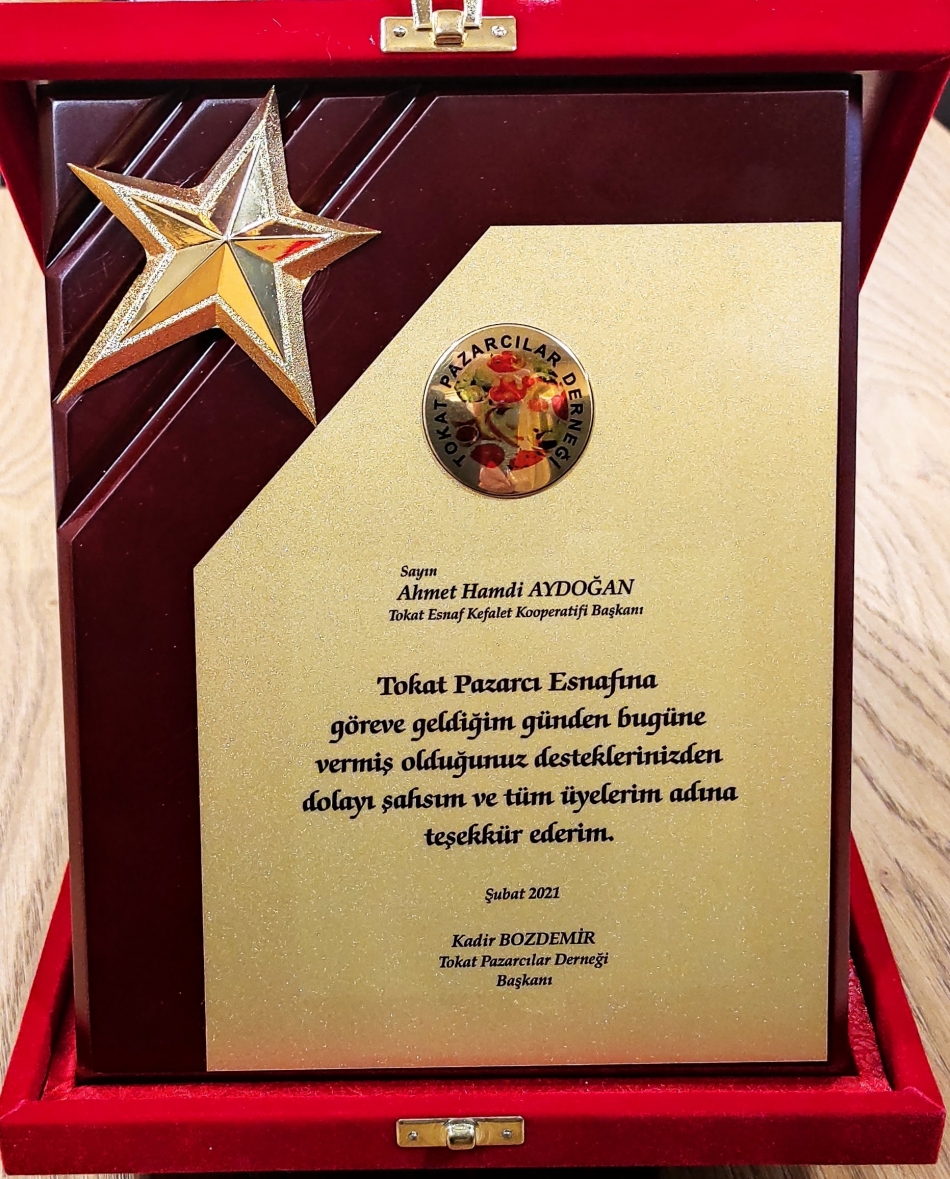 TOKAT PAZARCILAR DERNEĞİ
Sayın
Ahmet Hamdi AYDOĞAN
Tokat Esnaf Kefalet Kooperatifi Başkanı
Tokat Pazarcı Esnafına
göreve geldiğim günden bugüne
vermiş olduğunuz desteklerinizden
dolayı şahsım ve tüm üyelerim adına
teşekkür ederim.
Şubat 2021
Kadir BOZDEMİR
Tokat Pazarcılar Derneği
Başkanı